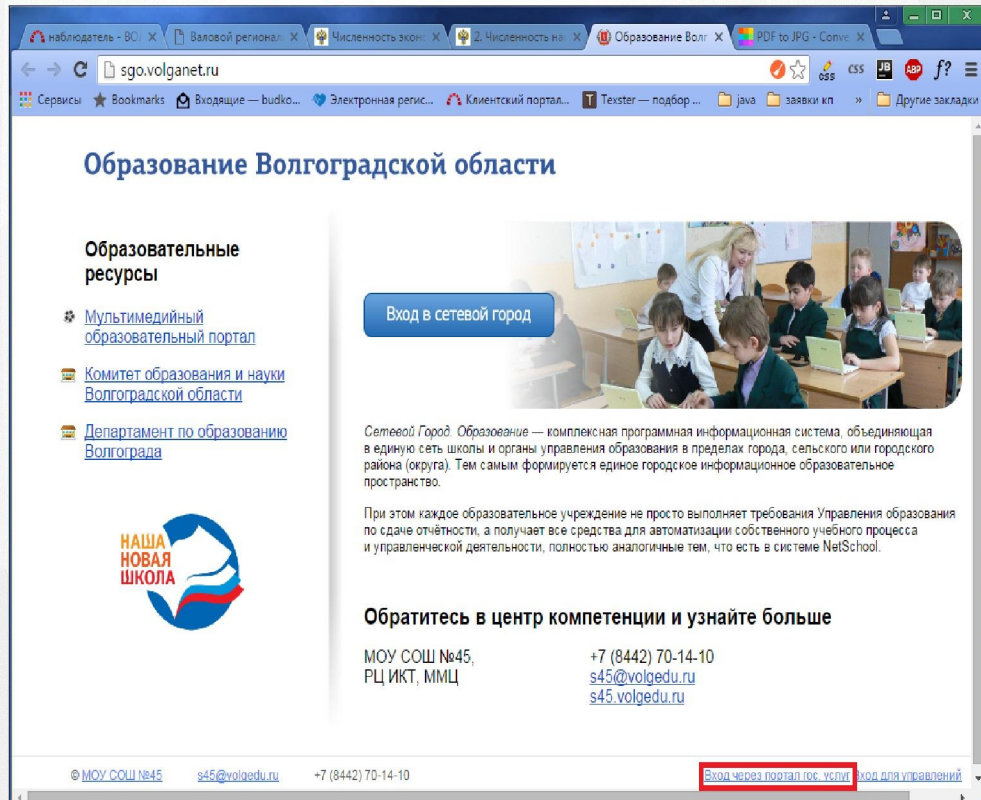 наблюдатель - ВО
Валовой регионал
Численность экон
2. Численность на
Образование Волг
PDF to JPG - Conve
sgo.volganet.ru
oss
css
JB
ABP
f?
Сервисы
Bookmarks
Входящие — budko...
Электронная регис...
Клиентский портал...
Texster — подбор ...
java
заявки кп
»
Другие закладки
Образование Волгоградской области
Образовательные
ресурсы
Мультимедийный
образовательный портал
Комитет образования и науки
Волгоградской области
Департамент по образованию
Волгограда
НАША
НОВАЯ
ШКОЛА
Вход в сетевой город
Сетевой Город. Образование — комплексная программная информационная система, объединяющая
в единую сеть школы и органы управления образования в пределах города, сельского или городского
района (округа). Тем самым формируется единое городское информационное образовательное
пространство.
При этом каждое образовательное учреждение не просто выполняет требования Управления образования
по сдаче отчётности, а получает все средства для автоматизации собственного учебного процесса
и управленческой деятельности, полностью аналогичные тем, что есть в системе NetSchool.
Обратитесь в центр компетенции и узнайте больше
МОУ СОШ №45, +7 (8442) 70-14-10
РЦ ИКТ, ММЦ s45@volgedu.ru
s45.volgedu.ru
© МОУ СОШ №45 s45@volgedu.ru +7 (8442) 70-14-10 Вход через портал гос. услуг Вход для управлений